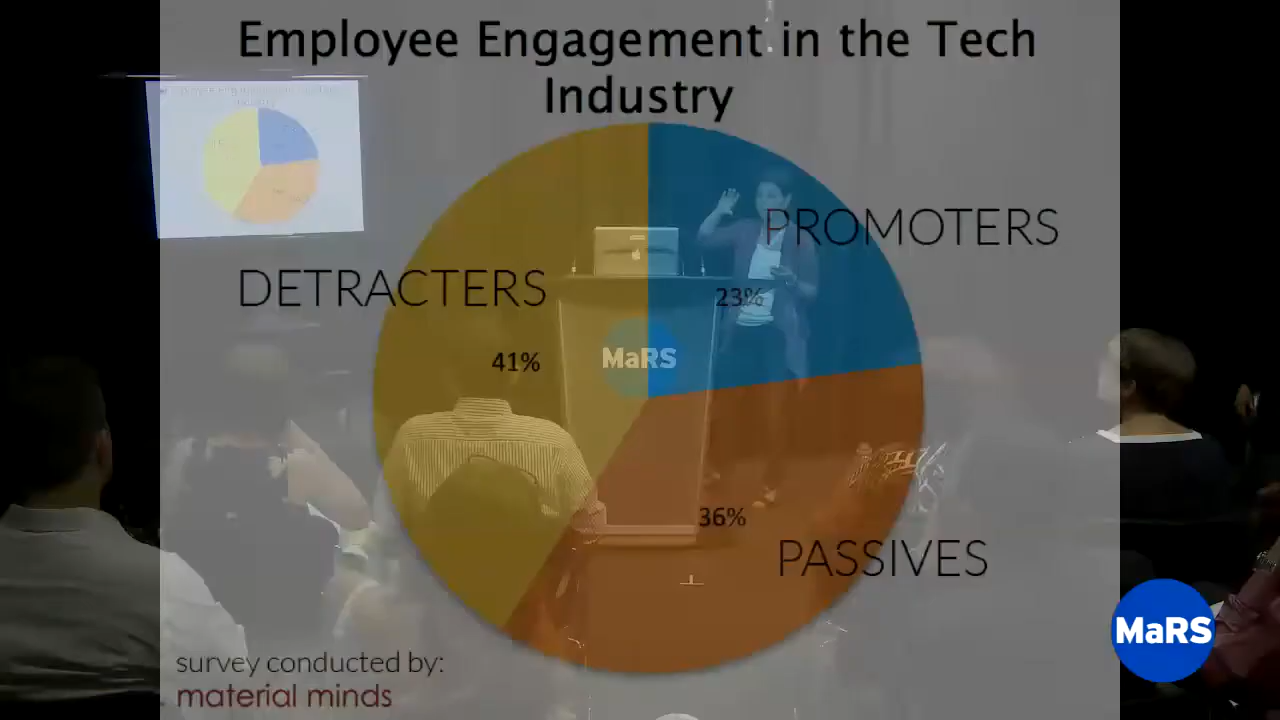 Employee Engagement in the Tech
Industry
PROMOTERS
DETRACTERS
23%
41%
MaRS
36%
PASSIVES
MaRS
survey conducted by:
material minds